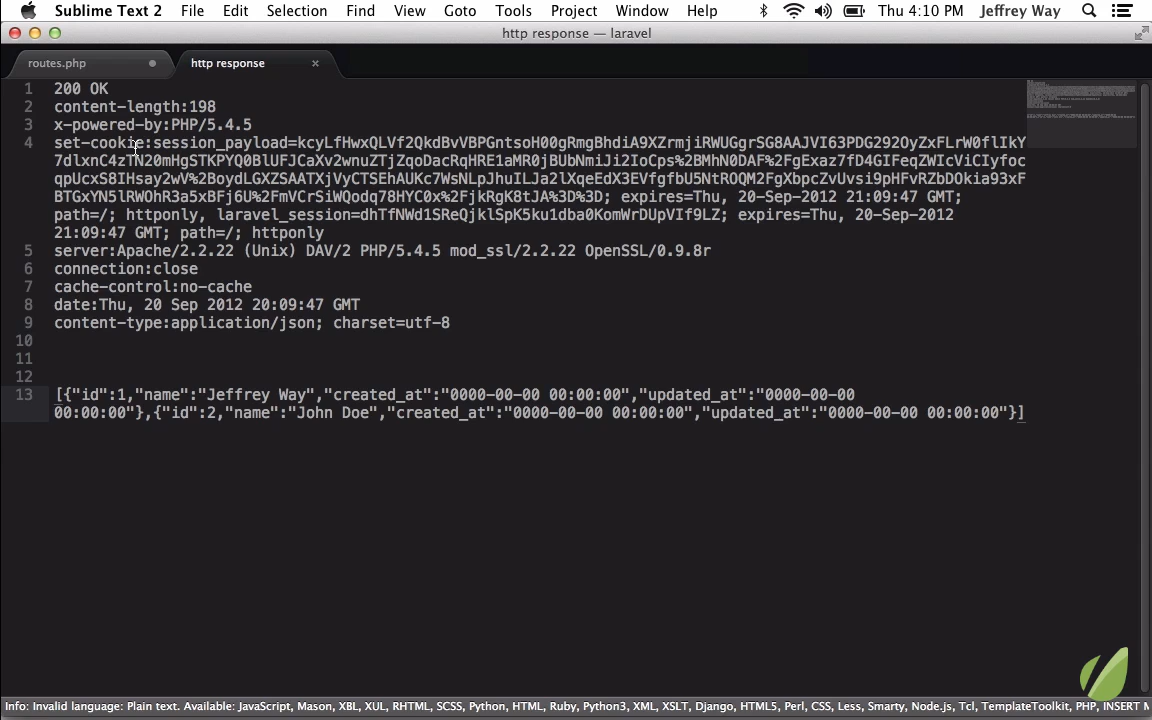 Sublime Text 2 File Edit Selection Find View Goto Tools Project Window Help Thu 4:10 PM Jeffrey Way
http response — laravel
routes.php http response
1 200 OK
2 content-length:198
3 x-powered-by:PHP/5.4.5
4 set-cookie:session_payload=kcyLfHwxQLVf2QkdBvVBPGntsoH00gRmgBhdiA9XZrmjiRWUGgrSG8AAJVI63PDG292OyZxFLrW0flIkY
7dlxnC4zTN20mHgSTKPYQ0BlUFJCaXv2wnuZTjZqoDacRqHRE1aMR0jBUbNmiJi2IoCps%2BMhN0DAF%2FgExaz7fD4GIFeqZWIcViCIyfoc
qpUcxS8IHsay2wV%2BoydLGXZSAATXjVyCTSEhAUKc7WsNLpJhuILJa2lXqeEdX3EVfgfbU5NtROQM2FgXbpcZvUvsi9pHFvRZbDOkia93xF
BTGxYN5lRWOhR3a5xBFj6U%2FmVCrSiWQodq78HYC0x%2FjkRgK8tJA%3D%3D; expires=Thu, 20-Sep-2012 21:09:47 GMT;
path=/; httponly, laravel_session=dhTfNWd1SReQjklSpK5ku1dba0KomWrDUpVIf9LZ; expires=Thu, 20-Sep-2012
21:09:47 GMT; path=/; httponly
5 server:Apache/2.2.22 (Unix) DAV/2 PHP/5.4.5 mod_ssl/2.2.22 OpenSSL/0.9.8r
6 connection:close
7 cache-control:no-cache
8 date:Thu, 20 Sep 2012 20:09:47 GMT
9 content-type:application/json; charset=utf-8
10
11
12
13 [{"id":1,"name":"Jeffrey Way","created_at":"0000-00-00 00:00:00","updated_at":"0000-00-00
00:00:00"},{"id":2,"name":"John Doe","created_at":"0000-00-00 00:00:00","updated_at":"0000-00-00 00:00:00"}]
Info: Invalid language: Plain text. Available: JavaScript, Mason, XBL, XUL, RHTML, SCSS, Python, HTML, Ruby, Python3, XML, XSLT, Django, HTML5, Perl, CSS, Less, Smarty, Node.js, Tcl, TemplateToolkit, PHP, INSERT M